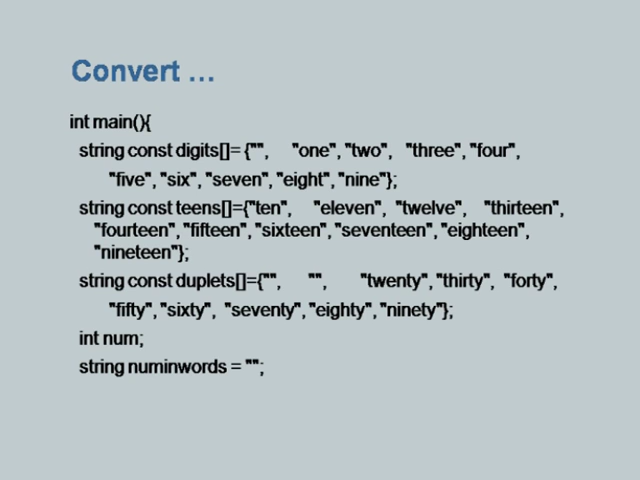 Convert …
int main(){
string const digits[]= {"", "one", "two", "three", "four",
"five", "six", "seven", "eight", "nine"};
string const teens[]={"ten", "eleven", "twelve", "thirteen",
"fourteen", "fifteen", "sixteen", "seventeen", "eighteen",
"nineteen"};
string const duplets[]={"", "", "twenty", "thirty", "forty",
"fifty", "sixty", "seventy", "eighty", "ninety"};
int num;
string numinwords = "";